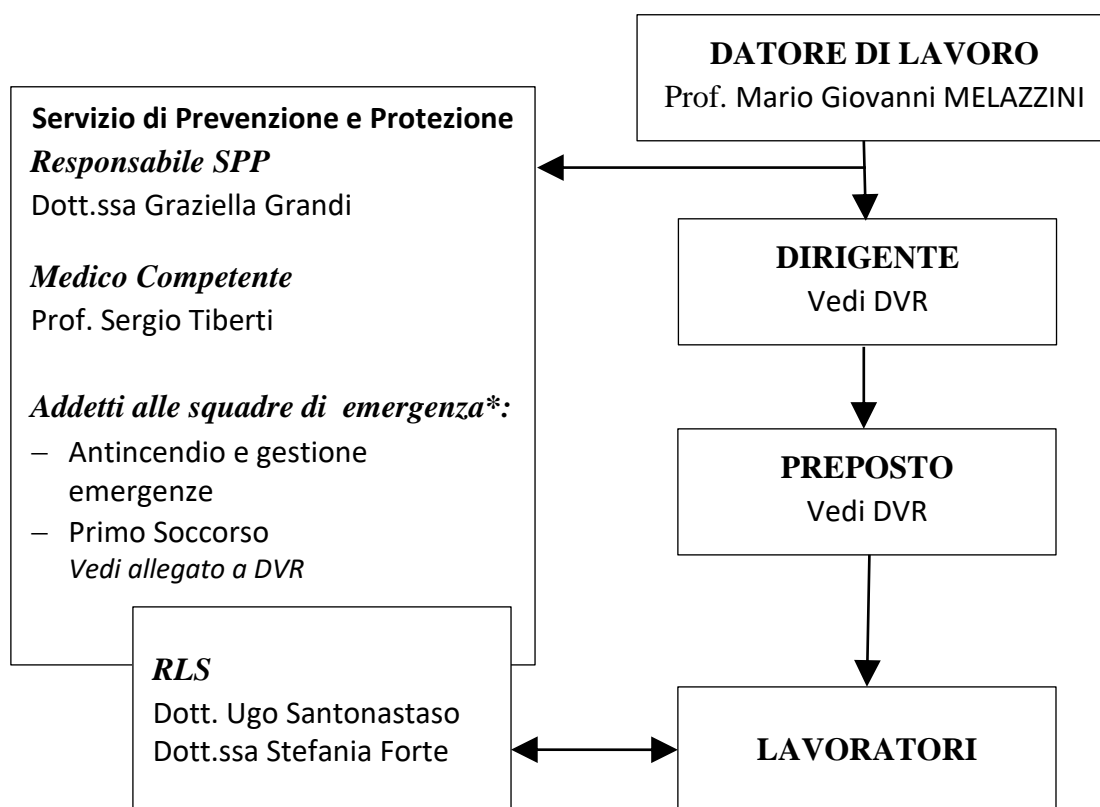 DATORE DI LAVORO
Prof. Mario Giovanni MELAZZINI
Servizio di Prevenzione e Protezione
Responsabile SPP
Dott.ssa Graziella Grandi
Medico Competente
Prof. Sergio Tiberti
Addetti alle squadre di emergenza*:
− Antincendio e gestione
emergenze
− Primo Soccorso
Vedi allegato a DVR
RLS
Dott. Ugo Santonastaso
Dott.ssa Stefania Forte
DIRIGENTE
Vedi DVR
PREPOSTO
Vedi DVR
LAVORATORI